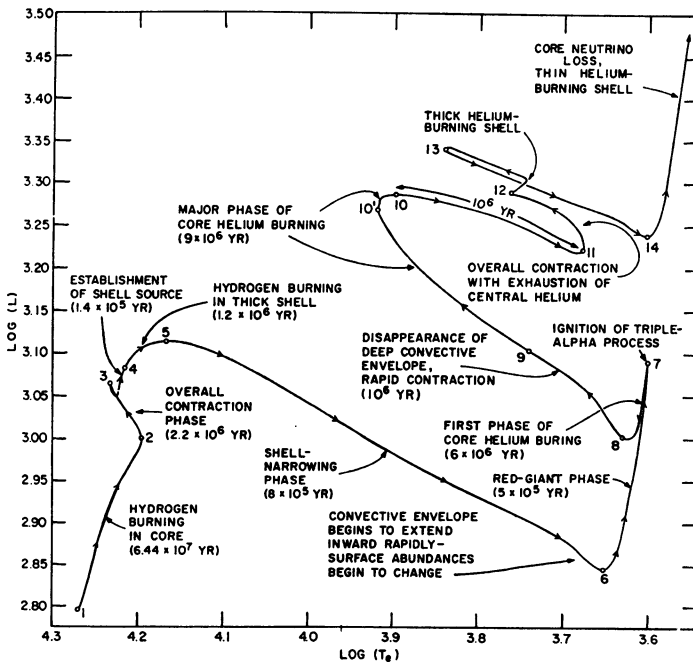 3.50
3.45
3.40
3.35
3.30
3.25
3.20
3.15
3.10
3.05
3.00
2.95
2.90
2.85
2.80
LOG (L)
CORE NEUTRINO
LOSS,
THIN HELIUM-
BURNING SHELL
THICK HELIUM-
BURNING SHELL
13
12
10'
10
10⁶ YR
11
14
MAJOR PHASE OF
CORE HELIUM BURNING
(9×10⁶ YR)
OVERALL CONTRACTION
WITH EXHAUSTION OF
CENTRAL HELIUM
ESTABLISHMENT
OF SHELL SOURCE
(1.4 × 10⁵ YR)
HYDROGEN BURNING
IN THICK SHELL
(1.2 × 10⁶ YR)
5
4
3
OVERALL
CONTRACTION
PHASE
(2.2 × 10⁶ YR)
2
DISAPPEARANCE OF
DEEP CONVECTIVE
ENVELOPE,
RAPID CONTRACTION
(10⁶ YR)
9
IGNITION OF TRIPLE-
ALPHA PROCESS
7
FIRST PHASE OF
CORE HELIUM BURING
(6 × 10⁶ YR)
8
SHELL-
NARROWING
PHASE
(8 × 10⁵ YR)
RED-GIANT PHASE
(5 × 10⁵ YR)
HYDROGEN
BURNING
IN CORE
(6.44 × 10⁷ YR)
CONVECTIVE ENVELOPE
BEGINS TO EXTEND
INWARD RAPIDLY-
SURFACE ABUNDANCES
BEGIN TO CHANGE
6
1
4.3 4.2 4.1 4.0 3.9 3.8 3.7 3.6
LOG (Te)